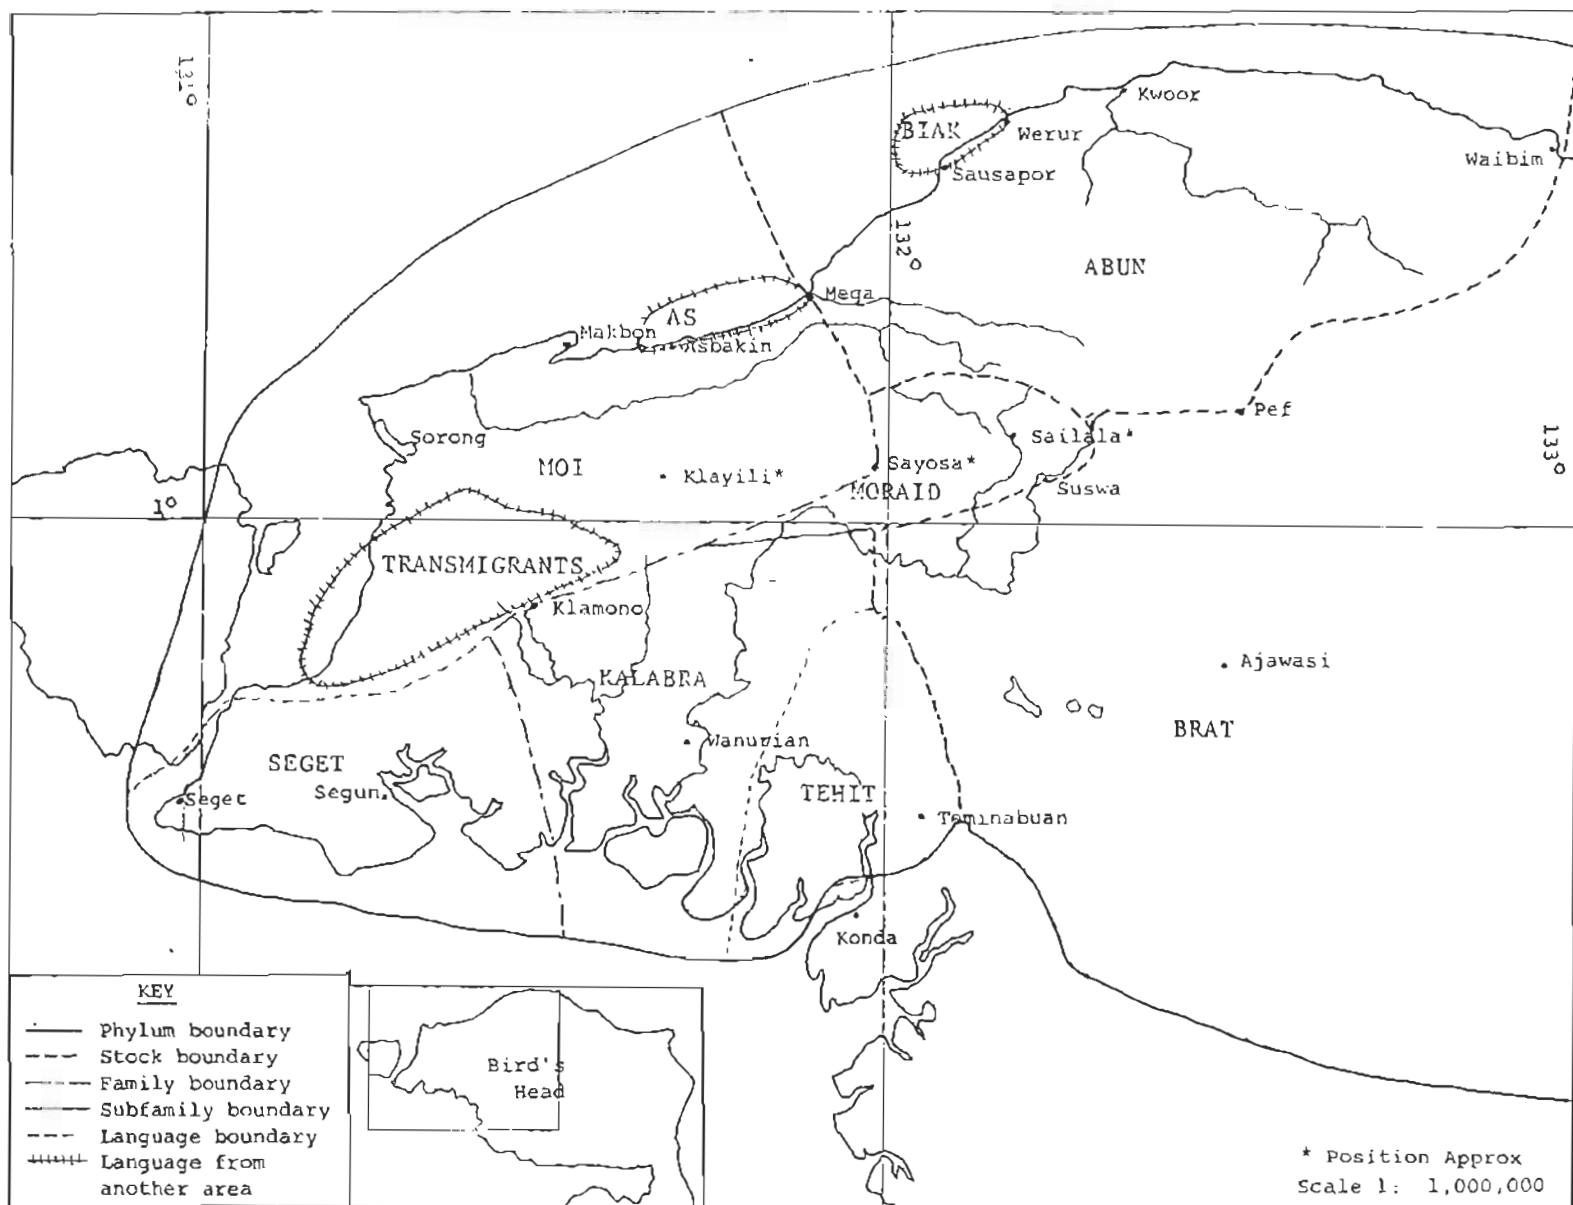 131°
Kwoor
BIAK
Werur
Waibim
Sausapor
132°
ABUN
Mega
AS
Makbon
Asbakin
Pef
Sorong
Sailala*
133°
MOI
Klayili*
Sayosa*
MORAID
Suswa
1°
TRANSMIGRANTS
Klamono
Ajawasi
KALABRA
BRAT
Wanurian
SEGET
Segun
TEHIT
Seget
Teminabuan
Konda
KEY
Phylum boundary
Stock boundary
Family boundary
Subfamily boundary
Language boundary
Language from
another area
Bird's
Head
* Position Approx
Scale 1: 1,000,000